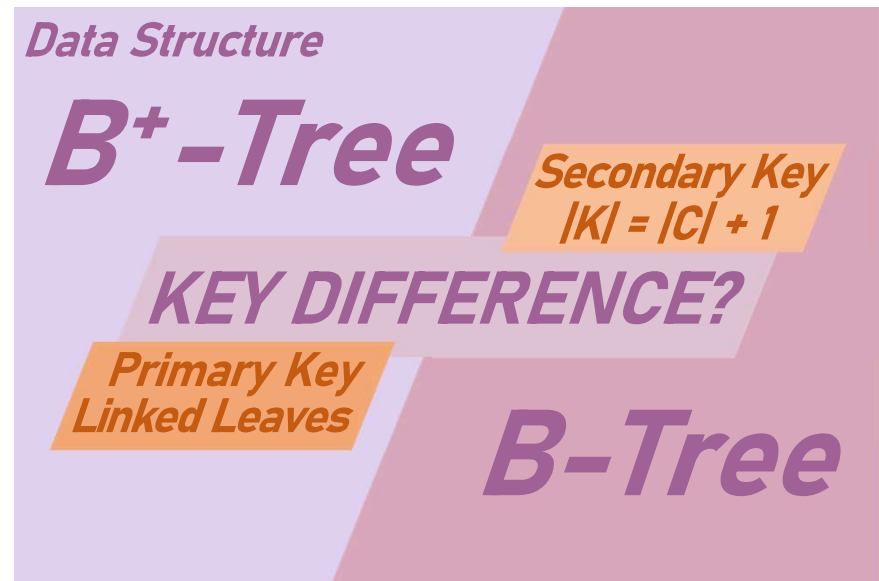 Data Structure
B⁺-Tree
Secondary Key
|K| = |C| + 1
KEY DIFFERENCE?
Primary Key
Linked Leaves
B-Tree